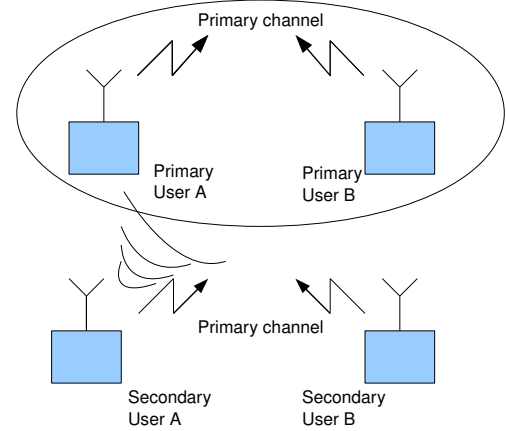 Primary channel
Primary
User A
Primary
User B
Primary channel
Secondary
User A
Secondary
User B